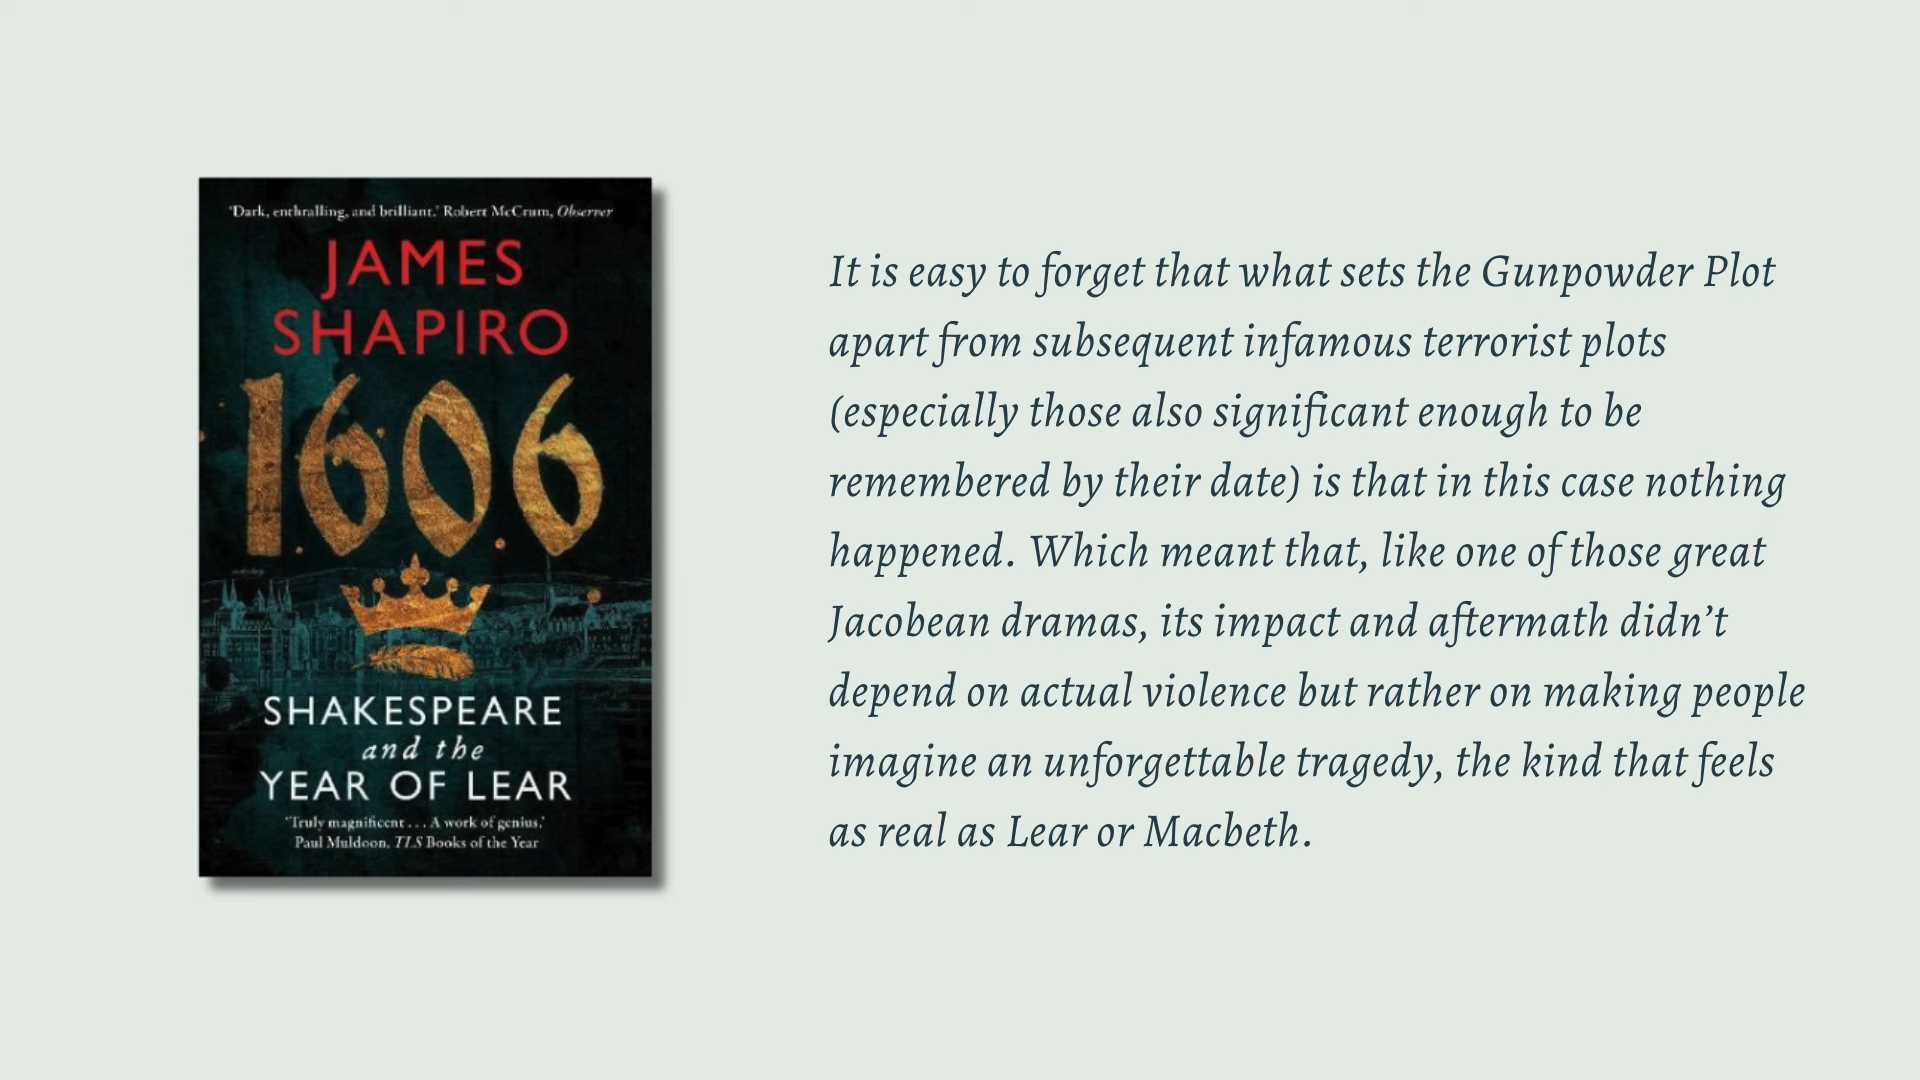 'Dark, enthralling, and brilliant.' Robert McCrum, Observer
JAMES
SHAPIRO
1606
SHAKESPEARE
and the
YEAR OF LEAR
'Truly magnificent . . . A work of genius.'
Paul Muldoon, TLS Books of the Year
It is easy to forget that what sets the Gunpowder Plot
apart from subsequent infamous terrorist plots
(especially those also significant enough to be
remembered by their date) is that in this case nothing
happened. Which meant that, like one of those great
Jacobean dramas, its impact and aftermath didn’t
depend on actual violence but rather on making people
imagine an unforgettable tragedy, the kind that feels
as real as Lear or Macbeth.